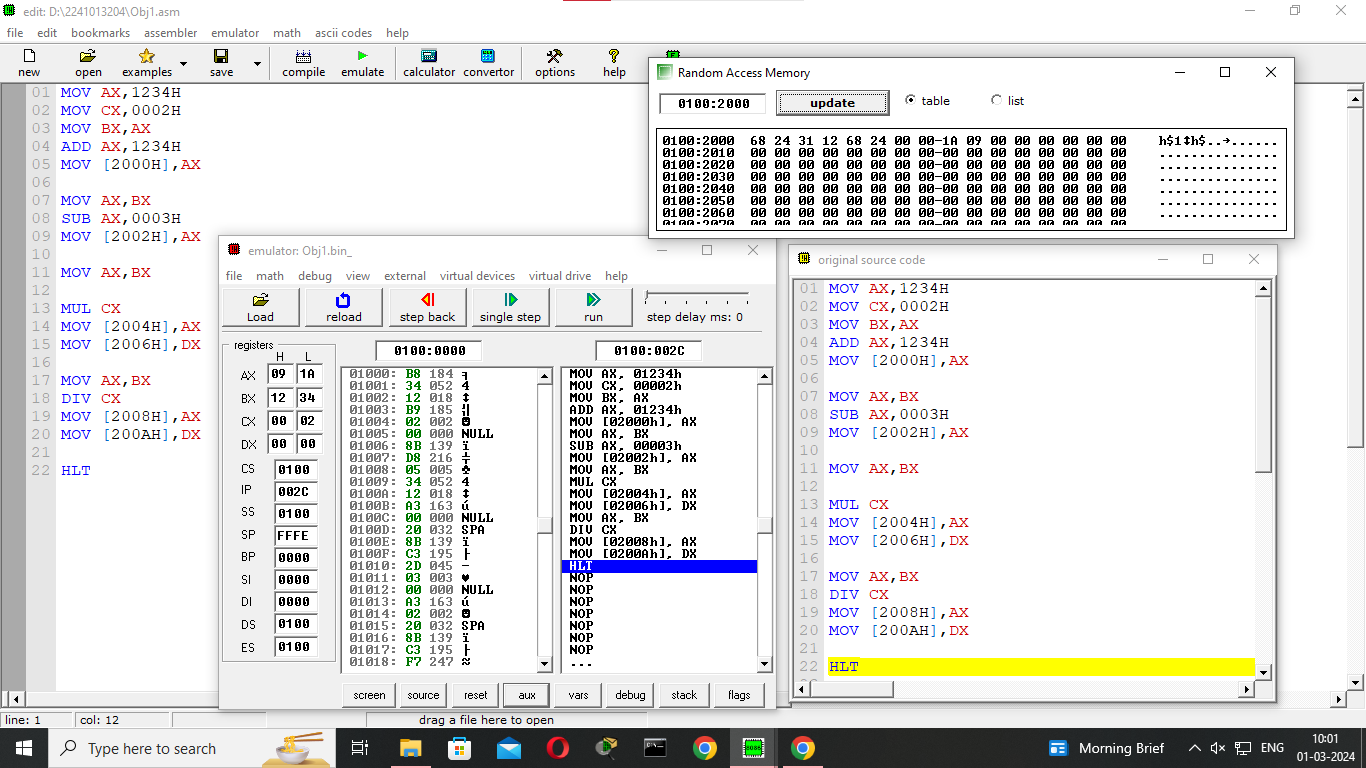 edit: D:\2241013204\Obj1.asm
file edit bookmarks assembler emulator math ascii codes help
new open examples save compile emulate calculator convertor options help
01 MOV AX,1234H
02 MOV CX,0002H
03 MOV BX,AX
04 ADD AX,1234H
05 MOV [2000H],AX
06
07 MOV AX,BX
08 SUB AX,0003H
09 MOV [2002H],AX
10
11 MOV AX,BX
12
13 MUL CX
14 MOV [2004H],AX
15 MOV [2006H],DX
16
17 MOV AX,BX
18 DIV CX
19 MOV [2008H],AX
20 MOV [200AH],DX
21
22 HLT
Random Access Memory
0100:2000 update table list
0100:2000 68 24 31 12 68 24 00 00-1A 09 00 00 00 00 00 00 h$1↕h$..→......
0100:2010 00 00 00 00 00 00 00 00-00 00 00 00 00 00 00 00 ................
0100:2020 00 00 00 00 00 00 00 00-00 00 00 00 00 00 00 00 ................
0100:2030 00 00 00 00 00 00 00 00-00 00 00 00 00 00 00 00 ................
0100:2040 00 00 00 00 00 00 00 00-00 00 00 00 00 00 00 00 ................
0100:2050 00 00 00 00 00 00 00 00-00 00 00 00 00 00 00 00 ................
0100:2060 00 00 00 00 00 00 00 00-00 00 00 00 00 00 00 00 ................
0100:2070 00 00 00 00 00 00 00 00-00 00 00 00 00 00 00 00
emulator: Obj1.bin_
file math debug view external virtual devices virtual drive help
Load reload step back single step run step delay ms: 0
registers
H L
AX 09 1A
BX 12 34
CX 00 02
DX 00 00
CS 0100
IP 002C
SS 0100
SP FFFE
BP 0000
SI 0000
DI 0000
DS 0100
ES 0100
0100:0000
01000: B8 184 ╕
01001: 34 052 4
01002: 12 018 ↕
01003: B9 185 ╣
01004: 02 002 ☻
01005: 00 000 NULL
01006: 8B 139 ï
01007: D8 216 ╪
01008: 05 005 ♣
01009: 34 052 4
0100A: 12 018 ↕
0100B: A3 163 ú
0100C: 00 000 NULL
0100D: 20 032 SPA
0100E: 8B 139 ï
0100F: C3 195 ├
01010: 2D 045 -
01011: 03 003 ♥
01012: 00 000 NULL
01013: A3 163 ú
01014: 02 002 ☻
01015: 20 032 SPA
01016: 8B 139 ï
01017: C3 195 ├
01018: F7 247 ≈
0100:002C
MOV AX, 01234h
MOV CX, 00002h
MOV BX, AX
ADD AX, 01234h
MOV [02000h], AX
MOV AX, BX
SUB AX, 00003h
MOV [02002h], AX
MOV AX, BX
MUL CX
MOV [02004h], AX
MOV [02006h], DX
MOV AX, BX
DIV CX
MOV [02008h], AX
MOV [0200Ah], DX
HLT
NOP
NOP
NOP
NOP
NOP
NOP
NOP
...
screen source reset aux vars debug stack flags
original source code
01 MOV AX,1234H
02 MOV CX,0002H
03 MOV BX,AX
04 ADD AX,1234H
05 MOV [2000H],AX
06
07 MOV AX,BX
08 SUB AX,0003H
09 MOV [2002H],AX
10
11 MOV AX,BX
12
13 MUL CX
14 MOV [2004H],AX
15 MOV [2006H],DX
16
17 MOV AX,BX
18 DIV CX
19 MOV [2008H],AX
20 MOV [200AH],DX
21
22 HLT
line: 1 col: 12 drag a file here to open
Type here to search
8086
Morning Brief ENG 10:01
01-03-2024